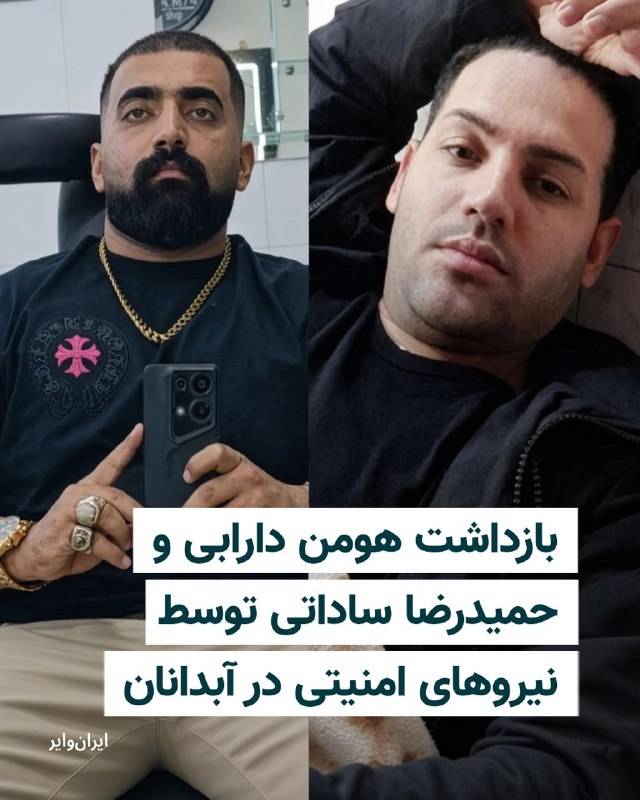 بازداشت هومن دارابی و
حمیدرضا ساداتی توسط
نیروهای امنیتی در آبدانان
ایران‌وایر